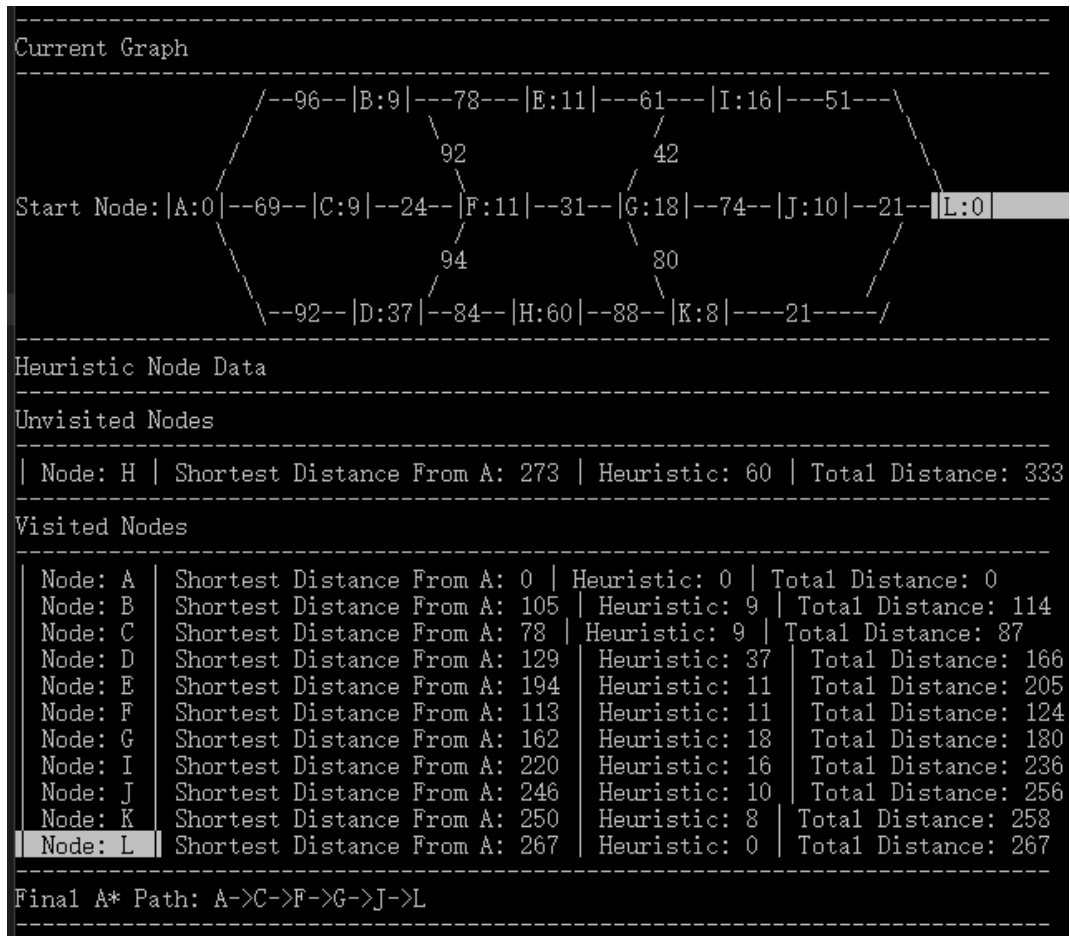 Current Graph
/--96--|B:9|---78---|E:11|---61---|I:16|---51---\
92 42
Start Node:|A:0|--69--|C:9|--24--|F:11|--31--|G:18|--74--|J:10|--21--|L:0|
94 80
\--92--|D:37|--84--|H:60|--88--|K:8|----21-----/
Heuristic Node Data
Unvisited Nodes
| Node: H | Shortest Distance From A: 273 | Heuristic: 60 | Total Distance: 333
Visited Nodes
| Node: A | Shortest Distance From A: 0 | Heuristic: 0 | Total Distance: 0
| Node: B | Shortest Distance From A: 105 | Heuristic: 9 | Total Distance: 114
| Node: C | Shortest Distance From A: 78 | Heuristic: 9 | Total Distance: 87
| Node: D | Shortest Distance From A: 129 | Heuristic: 37 | Total Distance: 166
| Node: E | Shortest Distance From A: 194 | Heuristic: 11 | Total Distance: 205
| Node: F | Shortest Distance From A: 113 | Heuristic: 11 | Total Distance: 124
| Node: G | Shortest Distance From A: 162 | Heuristic: 18 | Total Distance: 180
| Node: I | Shortest Distance From A: 220 | Heuristic: 16 | Total Distance: 236
| Node: J | Shortest Distance From A: 246 | Heuristic: 10 | Total Distance: 256
| Node: K | Shortest Distance From A: 250 | Heuristic: 8 | Total Distance: 258
| Node: L | Shortest Distance From A: 267 | Heuristic: 0 | Total Distance: 267
Final A* Path: A->C->F->G->J->L